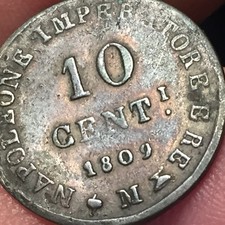 NAPOLEONE IMPERATORE E RE
10
CENT.I
1809
M